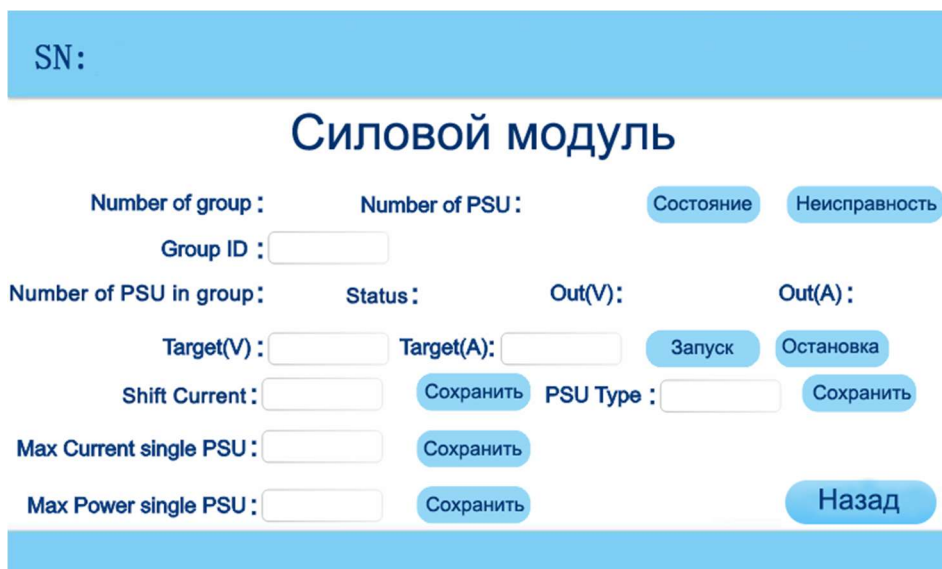 SN:
Силовой модуль
Number of group: Number of PSU: Состояние Неисправность
Group ID :
Number of PSU in group: Status: Out(V): Out(A):
Target(V): Target(A): Запуск Остановка
Shift Current: Сохранить PSU Type : Сохранить
Max Current single PSU: Сохранить
Max Power single PSU: Сохранить
Назад